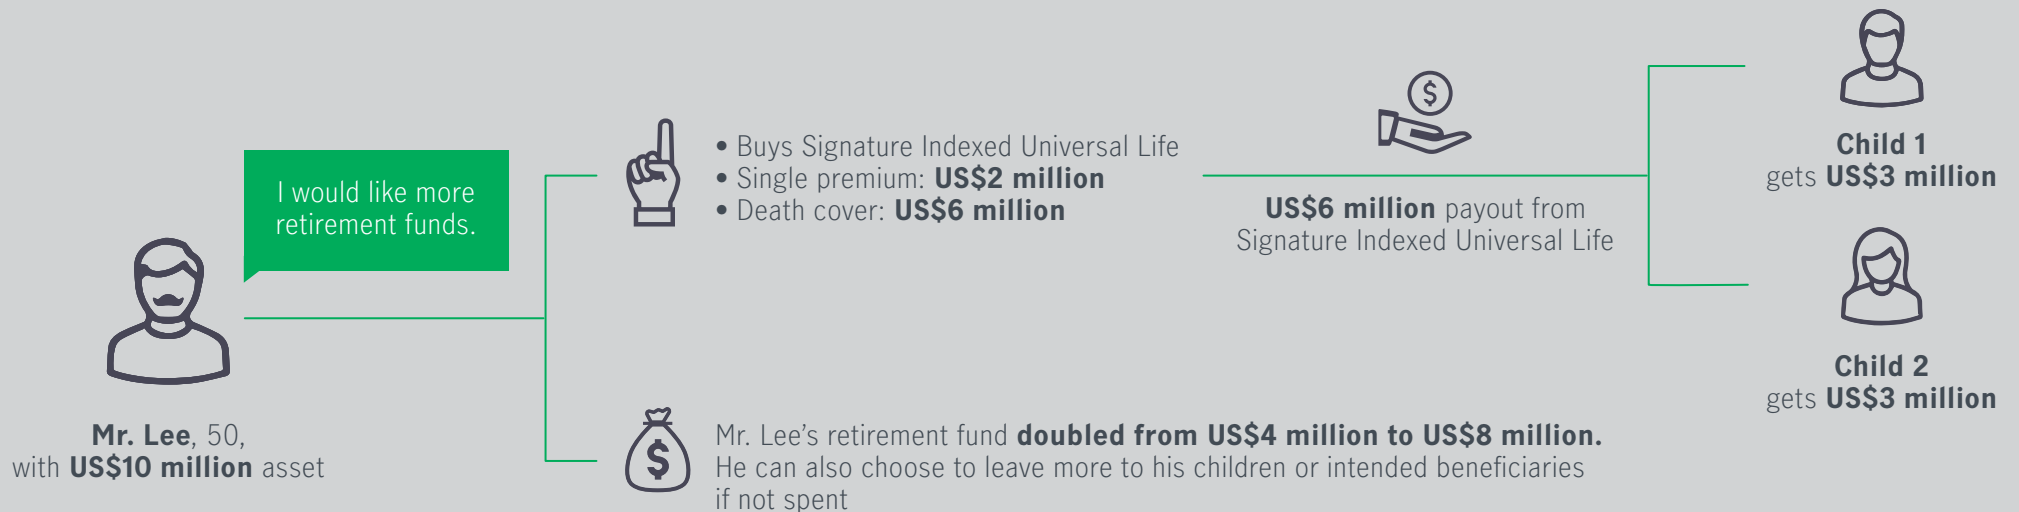 I would like more
retirement funds.
Mr. Lee, 50,
with US$10 million asset
• Buys Signature Indexed Universal Life
• Single premium: US$2 million
• Death cover: US$6 million
$
US$6 million payout from
Signature Indexed Universal Life
Child 1
gets US$3 million
Child 2
gets US$3 million
$
Mr. Lee’s retirement fund doubled from US$4 million to US$8 million.
He can also choose to leave more to his children or intended beneficiaries
if not spent